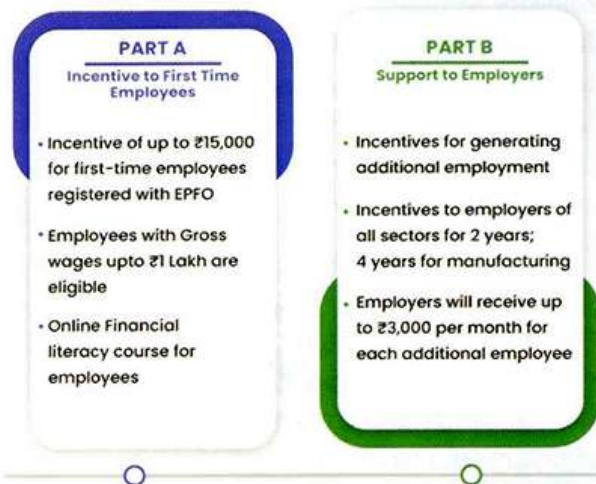 PART A
Incentive to First Time
Employees
• Incentive of up to ₹15,000
for first-time employees
registered with EPFO
• Employees with Gross
wages upto ₹1 Lakh are
eligible
• Online Financial
literacy course for
employees
PART B
Support to Employers
• Incentives for generating
additional employment
• Incentives to employers of
all sectors for 2 years;
4 years for manufacturing
• Employers will receive up
to ₹3,000 per month for
each additional employee